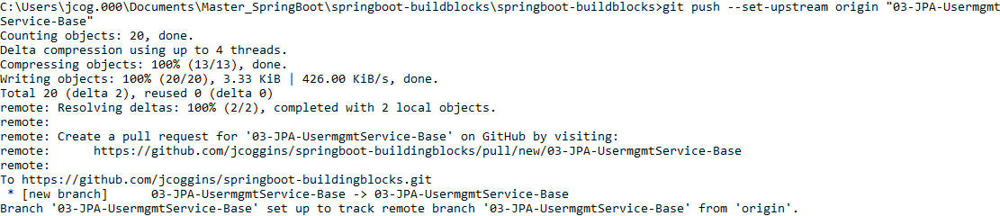 C:\Users\jcog.000\Documents\Master_SpringBoot\springboot-buildblocks\springboot-buildblocks>git push --set-upstream origin "03-JPA-Usermgmt
Service-Base"
Counting objects: 20, done.
Delta compression using up to 4 threads.
Compressing objects: 100% (13/13), done.
Writing objects: 100% (20/20), 3.33 KiB | 426.00 KiB/s, done.
Total 20 (delta 2), reused 0 (delta 0)
remote: Resolving deltas: 100% (2/2), completed with 2 local objects.
remote:
remote: Create a pull request for '03-JPA-UsermgmtService-Base' on GitHub by visiting:
remote:      https://github.com/jcoggins/springboot-buildingblocks/pull/new/03-JPA-UsermgmtService-Base
remote:
To https://github.com/jcoggins/springboot-buildingblocks.git
 * [new branch]      03-JPA-UsermgmtService-Base -> 03-JPA-UsermgmtService-Base
Branch '03-JPA-UsermgmtService-Base' set up to track remote branch '03-JPA-UsermgmtService-Base' from 'origin'.